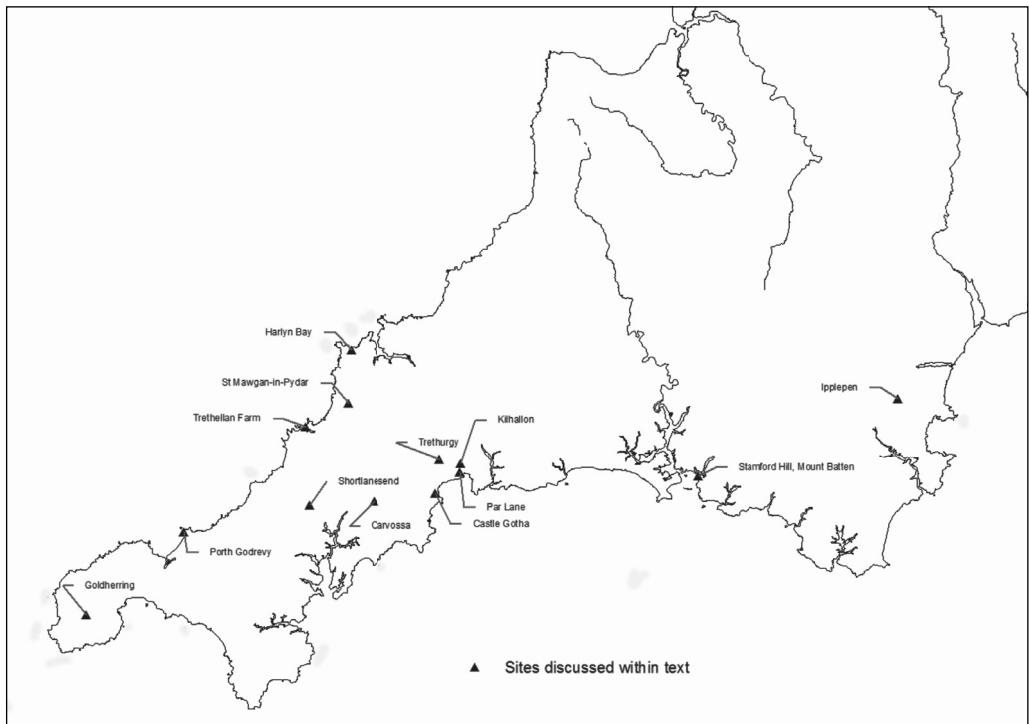 Harlyn Bay
St Mawgan-in-Pydar
Ipplepen
Trethellan Farm
Kilhallon
Trethurgy
Stamford Hill, Mount Batten
Shortlanesend
Par Lane
Carvossa
Castle Gotha
Porth Godrevy
Goldherring
Sites discussed within text